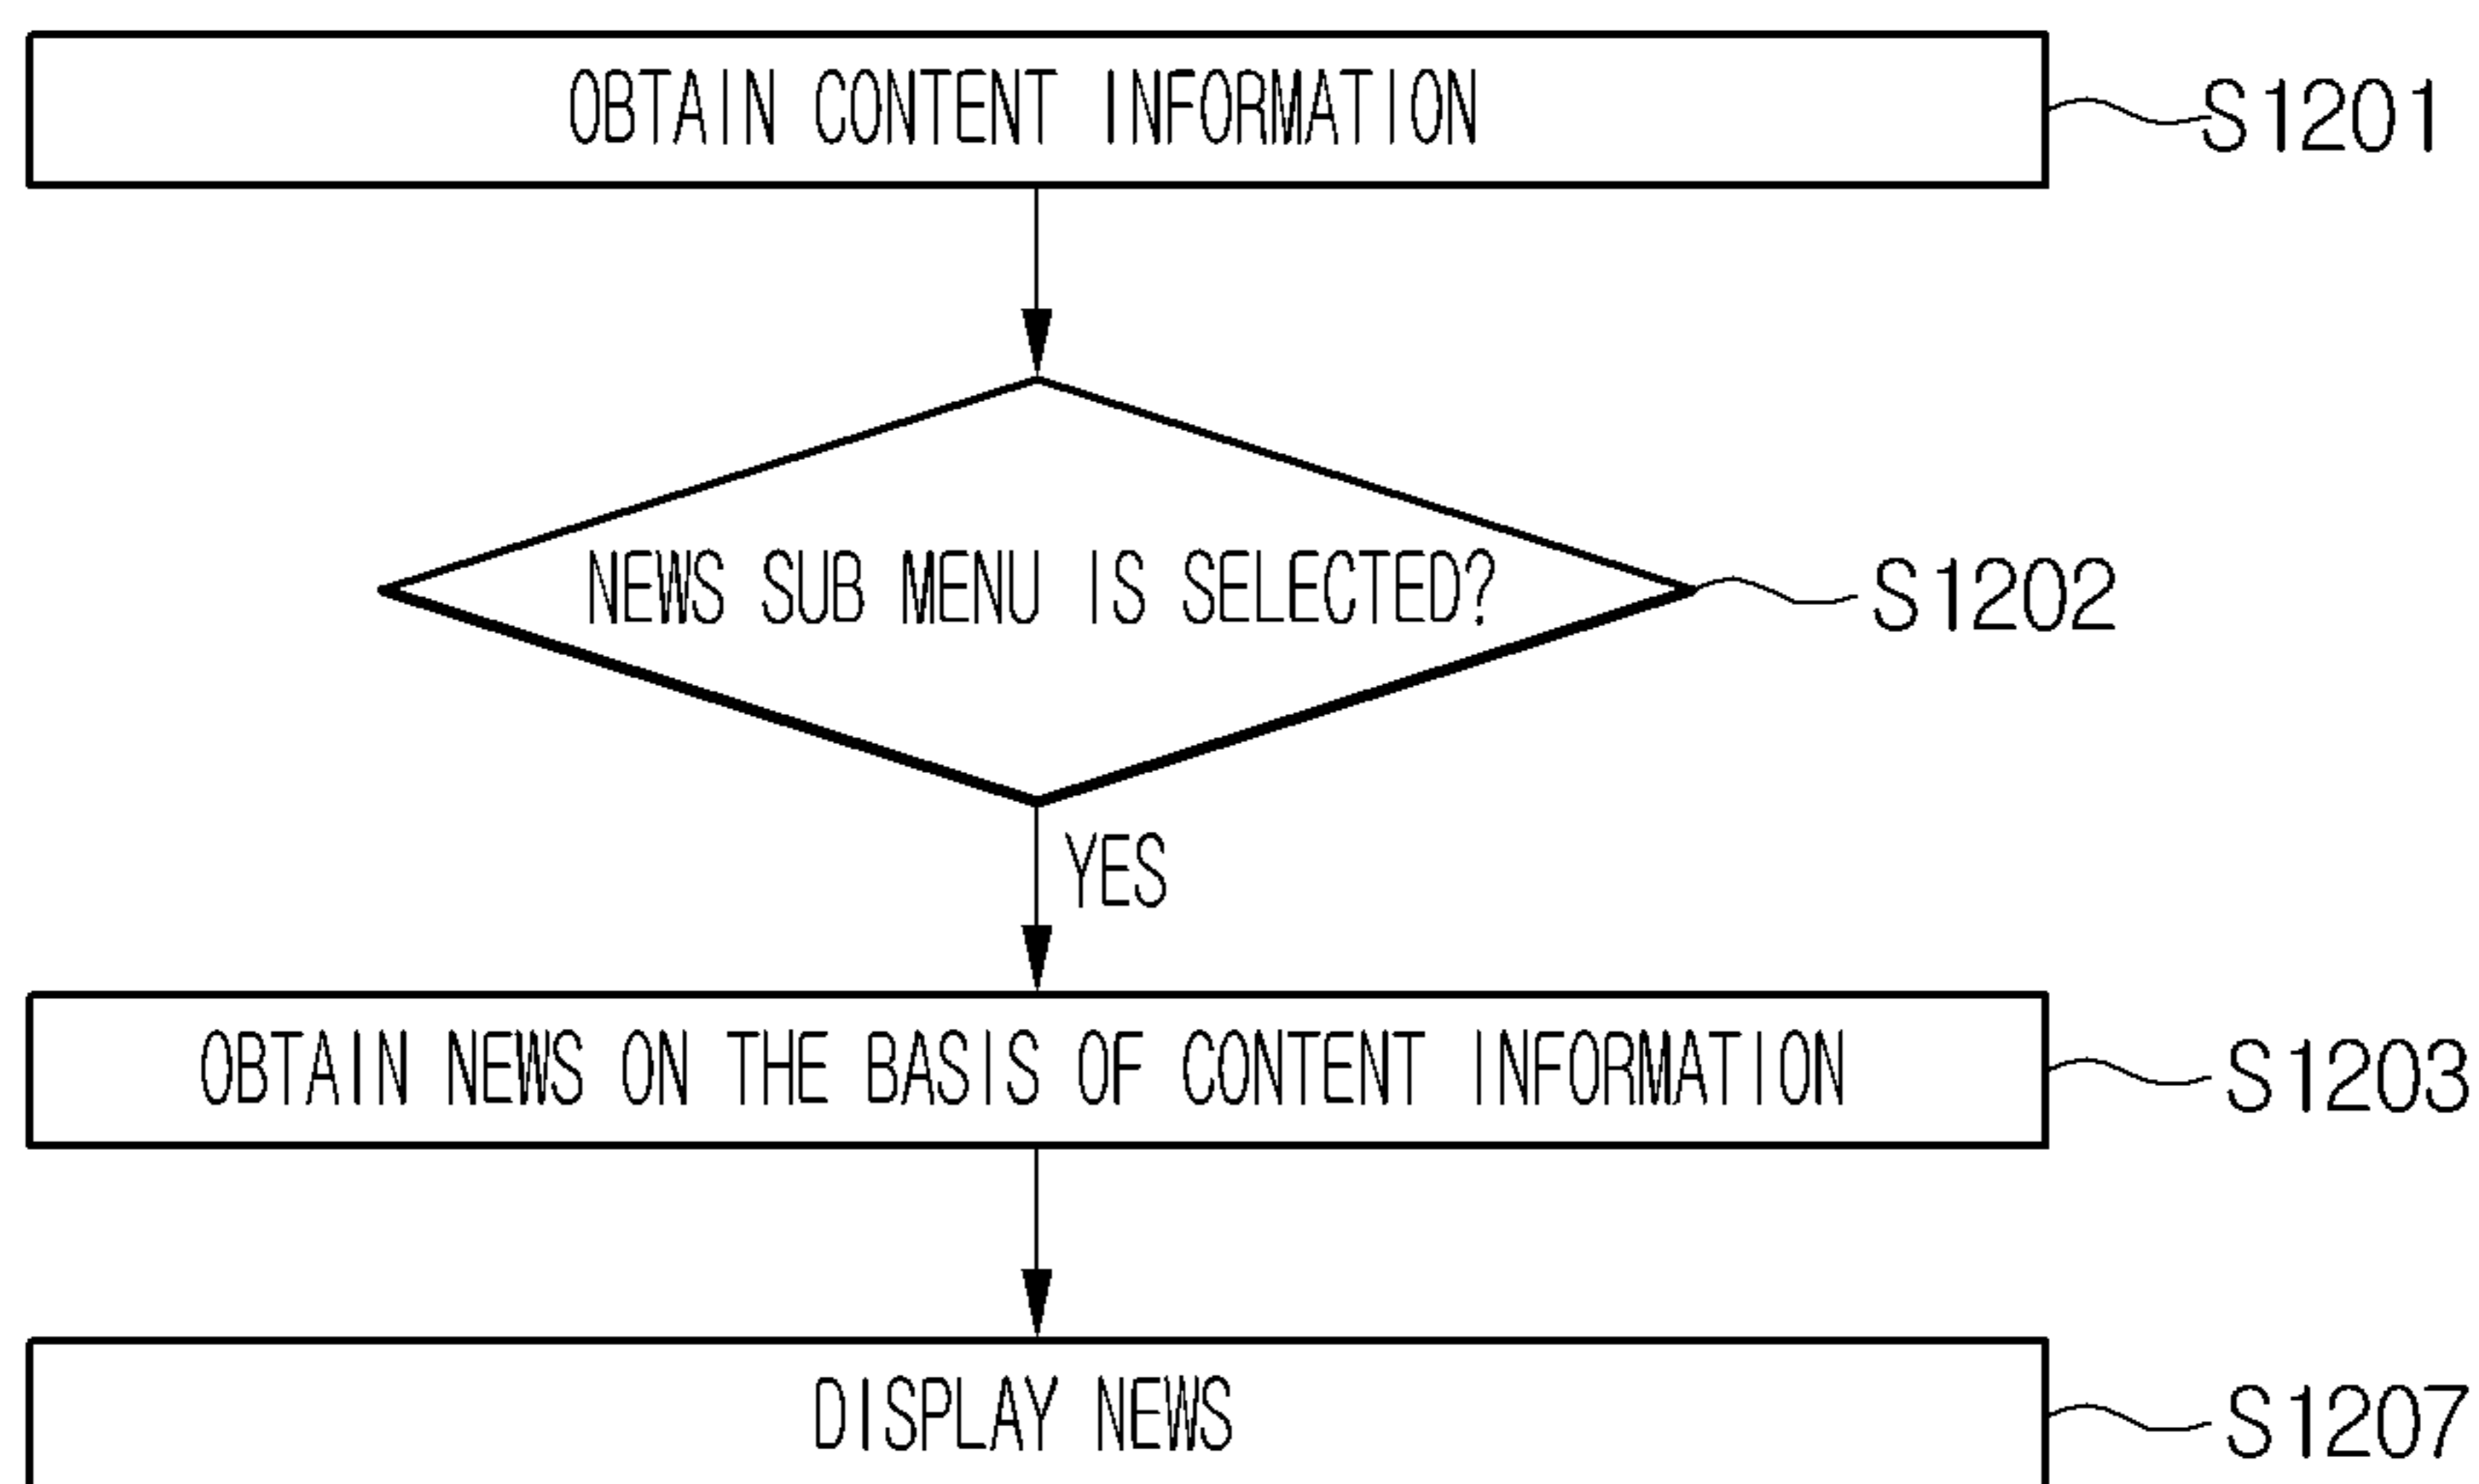 OBTAIN CONTENT INFORMATION
S1201
NEWS SUB MENU IS SELECTED?
S1202
YES
OBTAIN NEWS ON THE BASIS OF CONTENT INFORMATION
S1203
DISPLAY NEWS
S1207